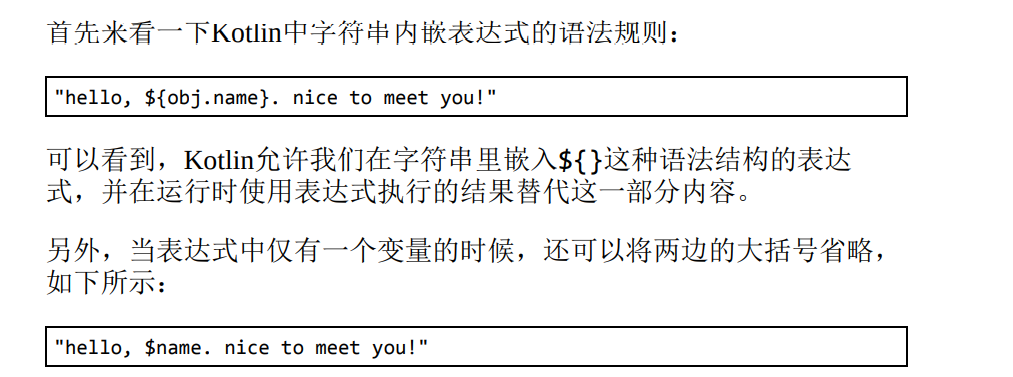 首先来看一下Kotlin中字符串内嵌表达式的语法规则：
"hello, ${obj.name}. nice to meet you!"
可以看到，Kotlin允许我们在字符串里嵌入${}这种语法结构的表达
式，并在运行时使用表达式执行的结果替代这一部分内容。
另外，当表达式中仅有一个变量的时候，还可以将两边的大括号省略，
如下所示：
"hello, $name. nice to meet you!"